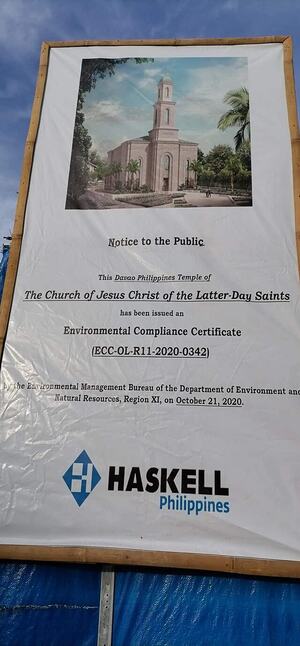 Notice to the Public
This Davao Philippines Temple of
The Church of Jesus Christ of the Latter-Day Saints
has been issued an
Environmental Compliance Certificate
(ECC-OL-R11-2020-0342)
by the Environmental Management Bureau of the Department of Environment and
Natural Resources, Region XI, on October 21, 2020.
H HASKELL
Philippines